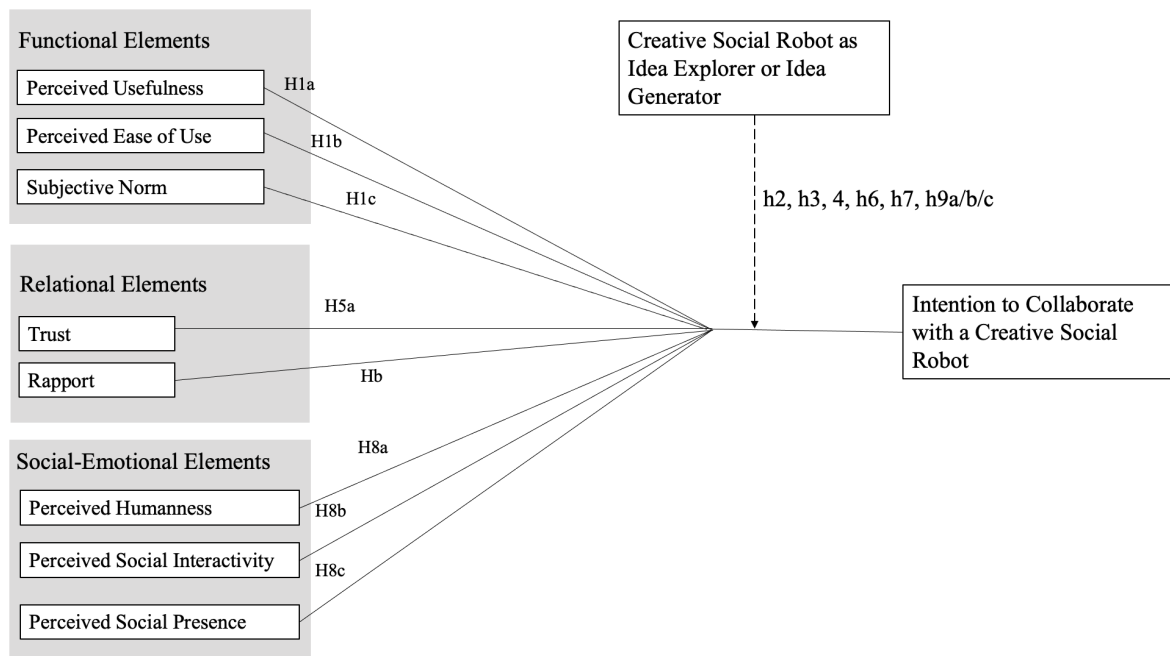 Functional Elements
Perceived Usefulness
H1a
Perceived Ease of Use
H1b
Subjective Norm
H1c
Creative Social Robot as
Idea Explorer or Idea
Generator
h2, h3, 4, h6, h7, h9a/b/c
Relational Elements
Trust
H5a
Rapport
Hb
Intention to Collaborate
with a Creative Social
Robot
Social-Emotional Elements
H8a
Perceived Humanness
H8b
Perceived Social Interactivity
H8c
Perceived Social Presence